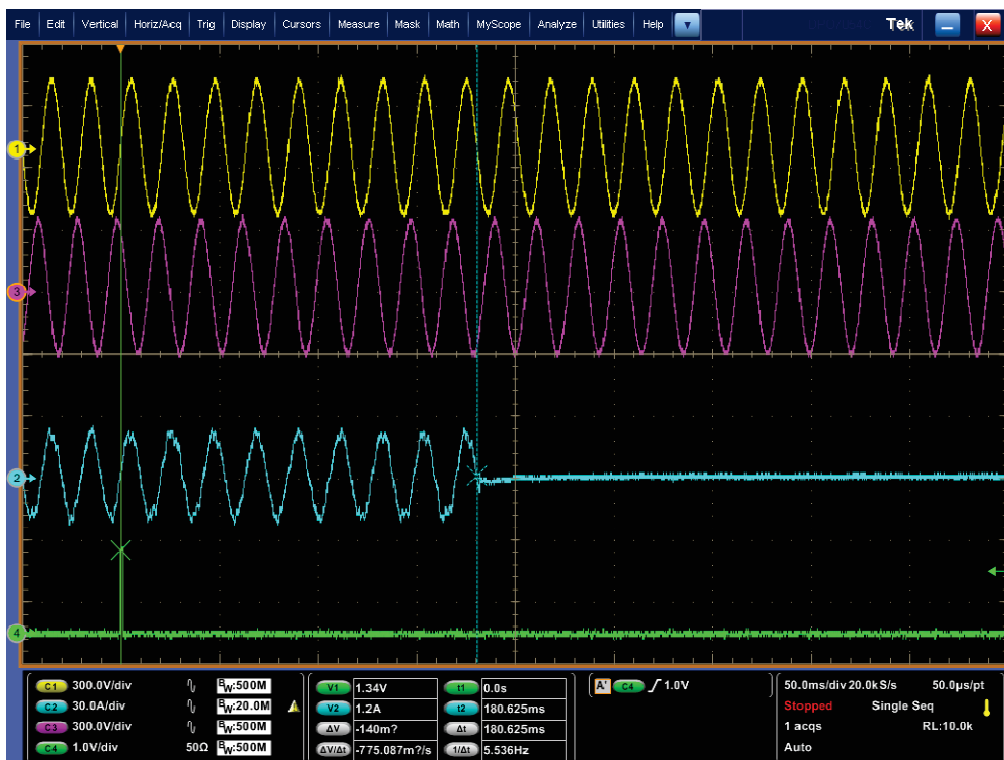 File Edit Vertical Horiz/Acq Trig Display Cursors Measure Mask Math MyScope Analyze Utilities Help Tek X
1
3
2
4
C1 300.0V/div BW:500M
C2 30.0A/div BW:20.0M
C3 300.0V/div BW:500M
C4 1.0V/div 50Ω BW:500M
V1 1.34V t1 0.0s
V2 1.2A t2 180.625ms
ΔV -140m? Δt 180.625ms
ΔV/Δt -775.087m?/s 1/Δt 5.536Hz
A' C4 1.0V
50.0ms/div 20.0kS/s 50.0µs/pt
Stopped Single Seq
1 acqs RL:10.0k
Auto